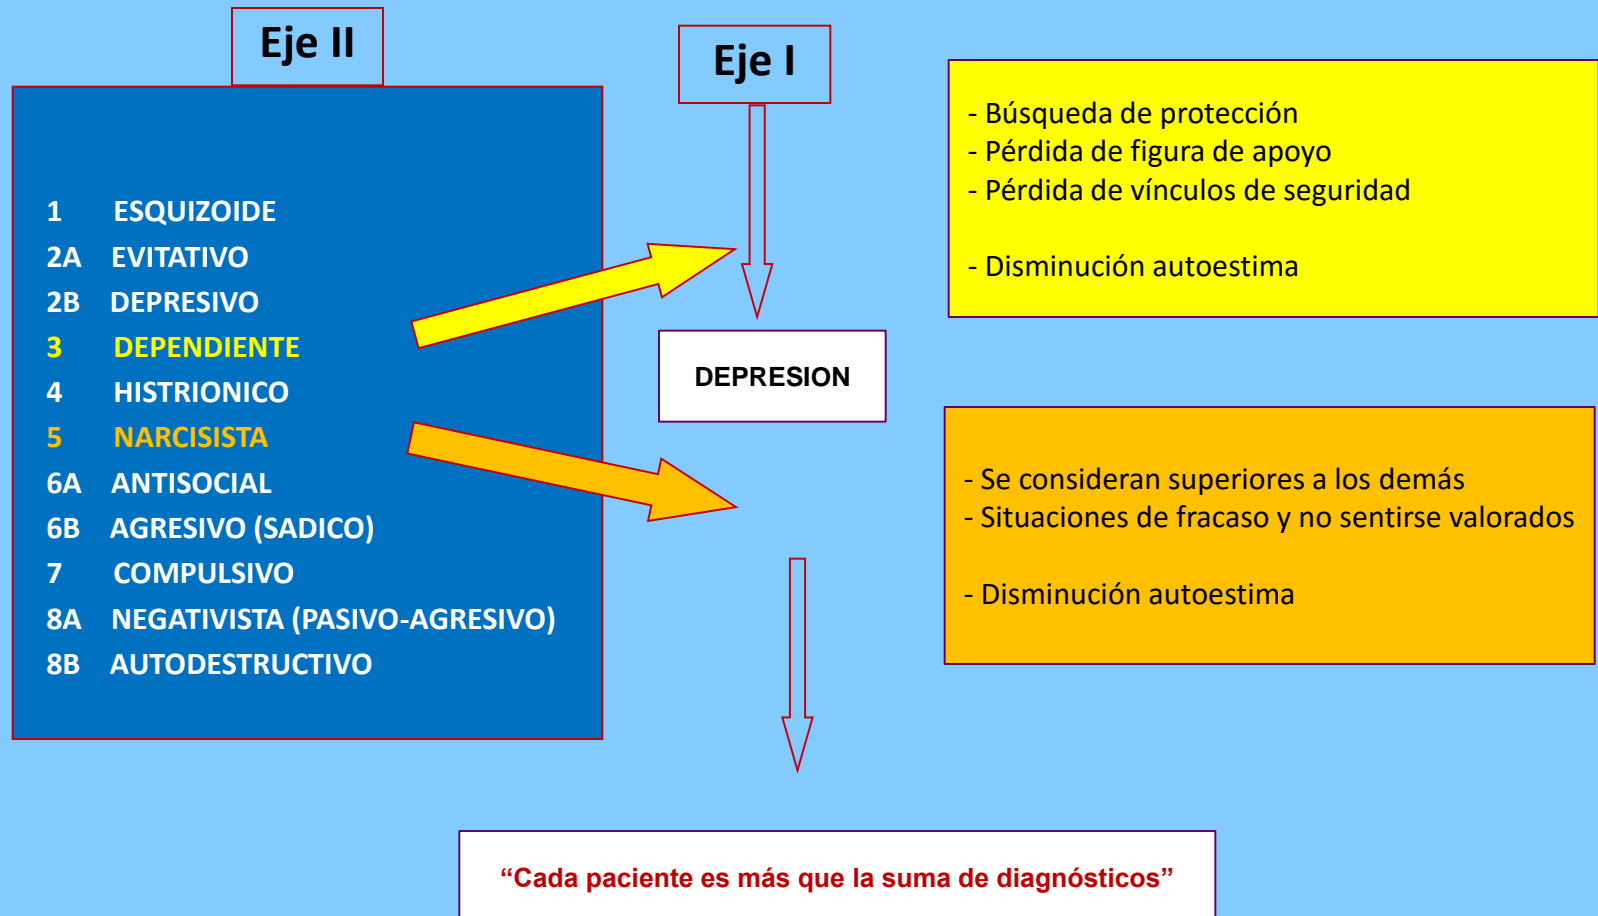 Eje II
1 ESQUIZOIDE
2A EVITATIVO
2B DEPRESIVO
3 DEPENDIENTE
4 HISTRIONICO
5 NARCISISTA
6A ANTISOCIAL
6B AGRESIVO (SADICO)
7 COMPULSIVO
8A NEGATIVISTA (PASIVO-AGRESIVO)
8B AUTODESTRUCTIVO
Eje I
DEPRESION
- Búsqueda de protección
- Pérdida de figura de apoyo
- Pérdida de vínculos de seguridad
- Disminución autoestima
- Se consideran superiores a los demás
- Situaciones de fracaso y no sentirse valorados
- Disminución autoestima
“Cada paciente es más que la suma de diagnósticos”